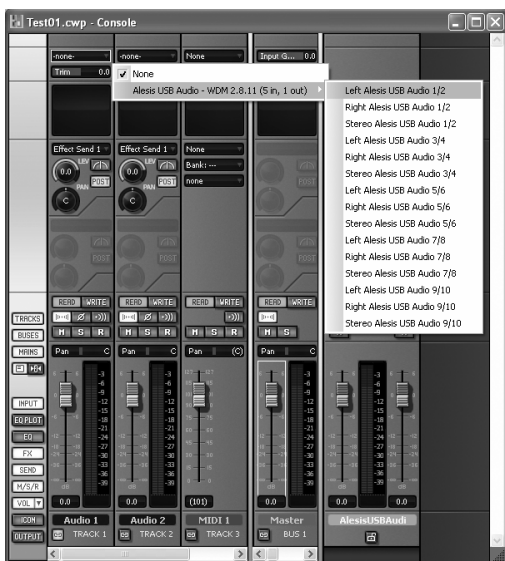 Test01.cwp - Console
-none- -none- None Input G... 0.0
Trim 0.0
None
Alesis USB Audio - WDM 2.8.11 (5 in, 1 out)
Left Alesis USB Audio 1/2
Right Alesis USB Audio 1/2
Stereo Alesis USB Audio 1/2
Left Alesis USB Audio 3/4
Right Alesis USB Audio 3/4
Stereo Alesis USB Audio 3/4
Left Alesis USB Audio 5/6
Right Alesis USB Audio 5/6
Stereo Alesis USB Audio 5/6
Left Alesis USB Audio 7/8
Right Alesis USB Audio 7/8
Stereo Alesis USB Audio 7/8
Left Alesis USB Audio 9/10
Right Alesis USB Audio 9/10
Stereo Alesis USB Audio 9/10
Effect Send 1 Effect Send 1 None
LEV LEV Bank: ---
0.0 0.0
POST POST none
PAN PAN
C C
READ WRITE READ WRITE READ WRITE READ WRITE
TRACKS
BUSES M S R M S R M S R M S
MAINS Pan C Pan C Pan (C) Pan C
INPUT
EQ PLOT
EQ
FX
SEND
M/S/R
VOL 0.0 0.0 (101) 0.0 0.0
ICON Audio 1 Audio 2 MIDI 1 Master AlesisUSBAudi
OUTPUT TRACK 1 TRACK 2 TRACK 3 BUS 1